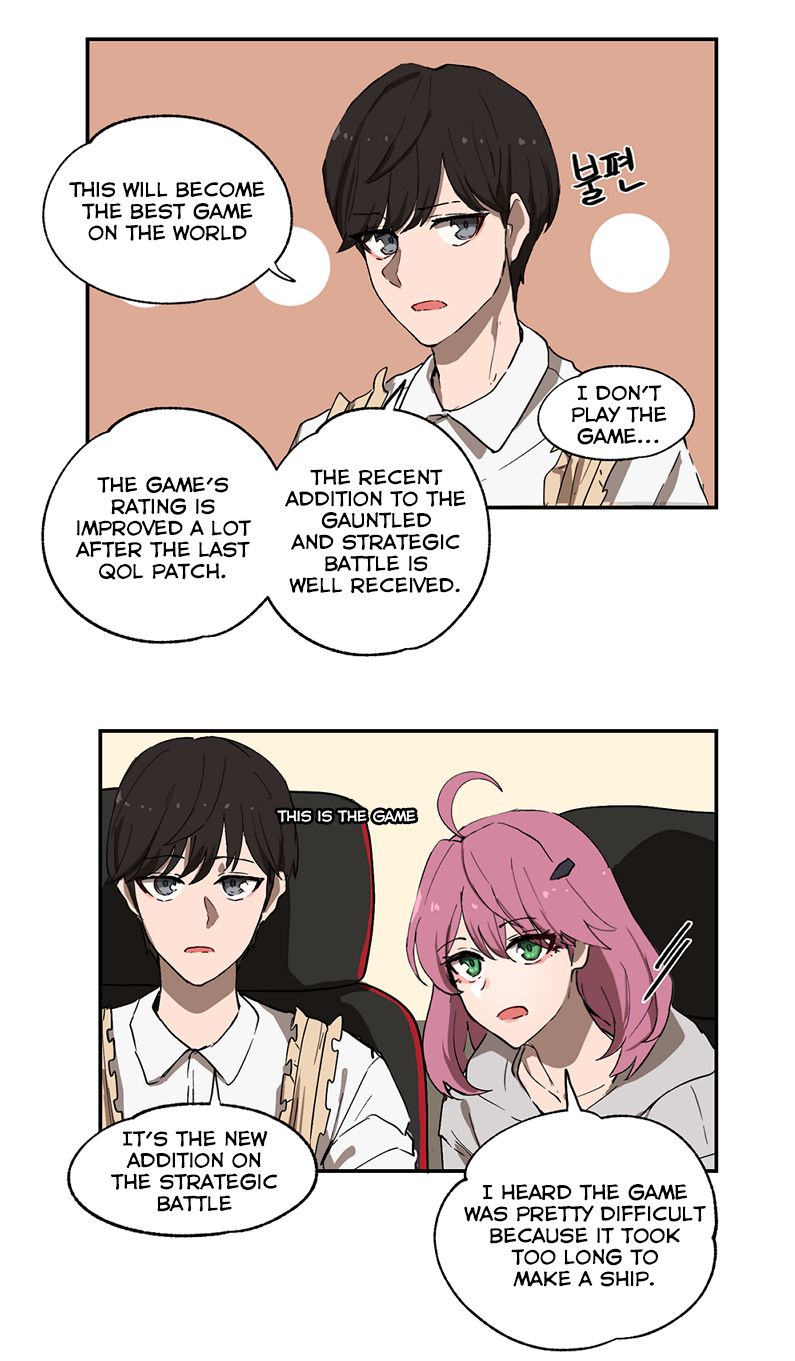 THIS WILL BECOME
THE BEST GAME
ON THE WORLD
불편
I DON'T
PLAY THE
GAME...
THE GAME'S
RATING IS
IMPROVED A LOT
AFTER THE LAST
QOL PATCH.
THE RECENT
ADDITION TO THE
GAUNTLED
AND STRATEGIC
BATTLE IS
WELL RECEIVED.
THIS IS THE GAME
IT'S THE NEW
ADDITION ON
THE STRATEGIC
BATTLE
I HEARD THE GAME
WAS PRETTY DIFFICULT
BECAUSE IT TOOK
TOO LONG TO
MAKE A SHIP.